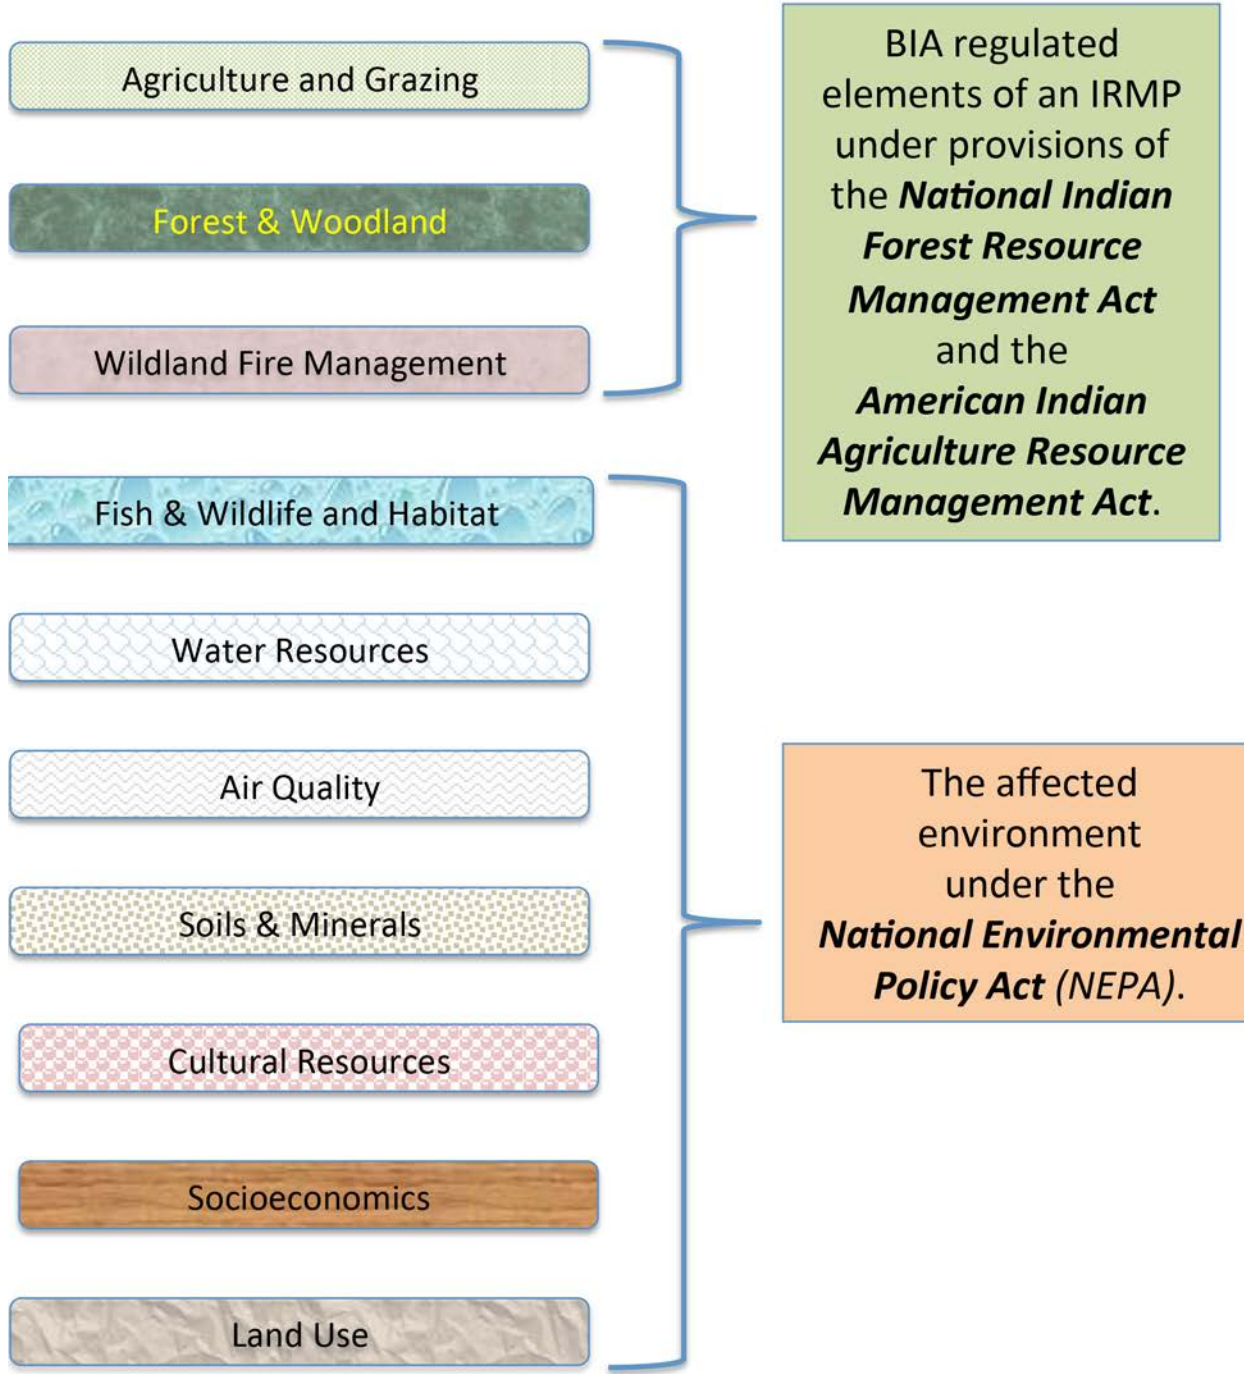 Agriculture and Grazing
Forest & Woodland
Wildland Fire Management
BIA regulated
elements of an IRMP
under provisions of
the National Indian
Forest Resource
Management Act
and the
American Indian
Agriculture Resource
Management Act.
Fish & Wildlife and Habitat
Water Resources
Air Quality
Soils & Minerals
Cultural Resources
Socioeconomics
Land Use
The affected
environment
under the
National Environmental
Policy Act (NEPA).